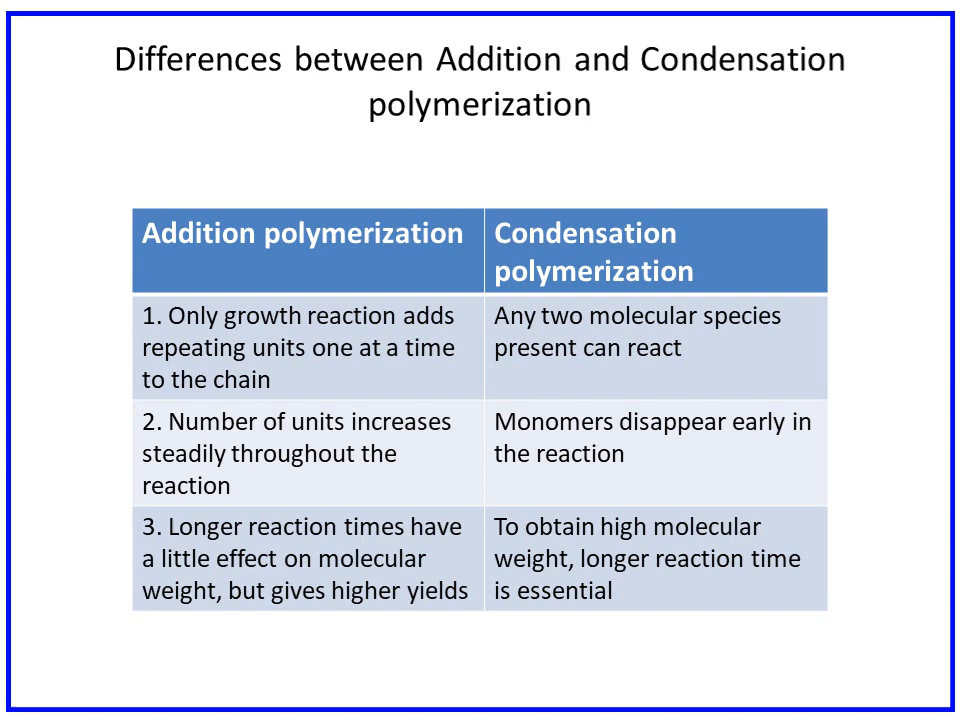 Differences between Addition and Condensation
polymerization
Addition polymerization
Condensation
polymerization
1. Only growth reaction adds
repeating units one at a time
to the chain
Any two molecular species
present can react
2. Number of units increases
steadily throughout the
reaction
Monomers disappear early in
the reaction
3. Longer reaction times have
a little effect on molecular
weight, but gives higher yields
To obtain high molecular
weight, longer reaction time
is essential